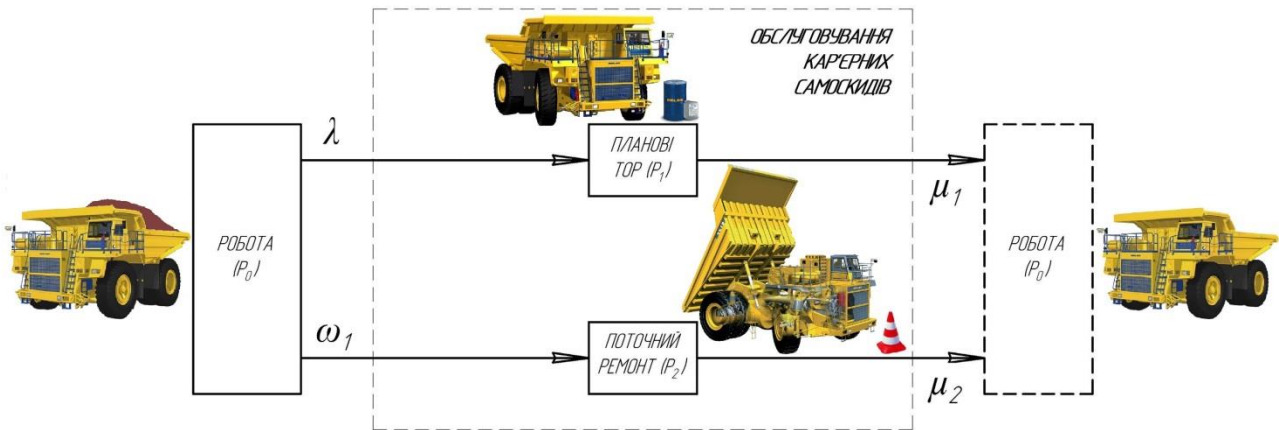 ОБСЛУГОВУВАННЯ
КАР'ЄРНИХ
САМОСКИДІВ
λ
ПЛАНОВІ
ТОР (P₁)
μ₁
РОБОТА
(P₀)
РОБОТА
(P₀)
ω₁
ПОТОЧНИЙ
РЕМОНТ (P₂)
μ₂